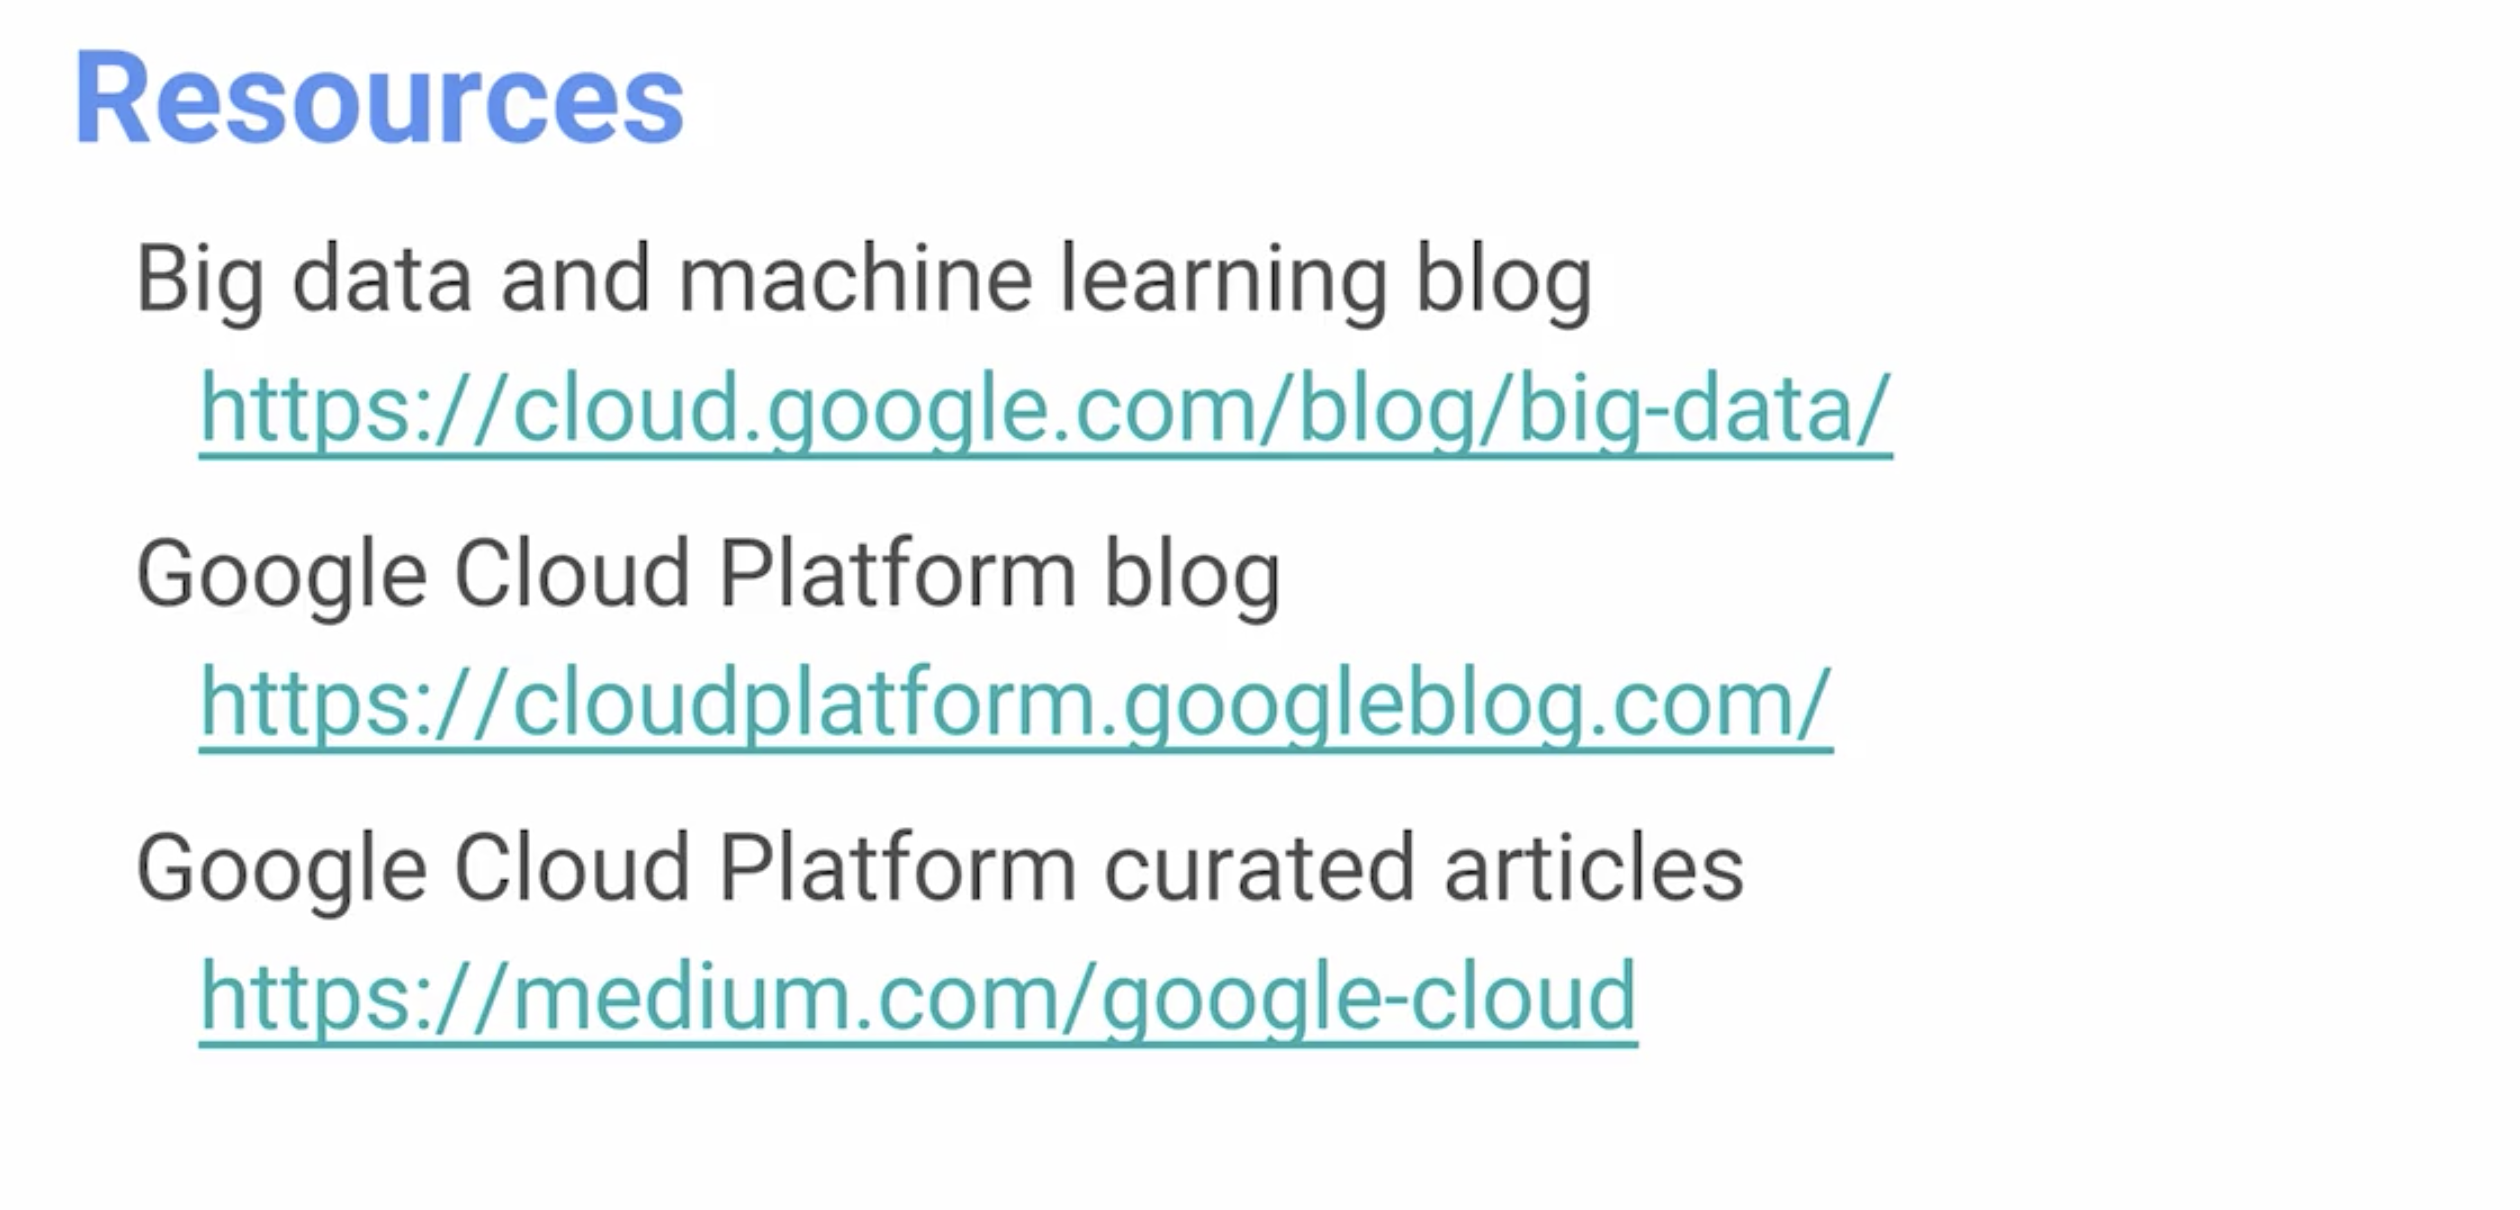 Resources
Big data and machine learning blog
https://cloud.google.com/blog/big-data/
Google Cloud Platform blog
https://cloudplatform.googleblog.com/
Google Cloud Platform curated articles
https://medium.com/google-cloud